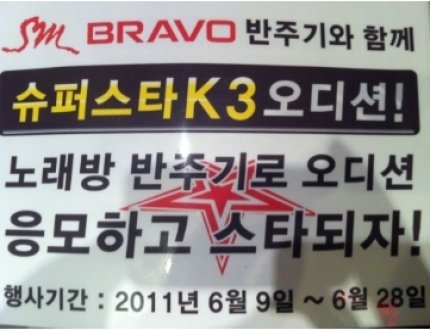 SM BRAVO 반주기와 함께
슈퍼스타K3오디션!
노래방 반주기로 오디션
응모하고 스타되자!
행사기간 : 2011년 6월 9일 ~ 6월 28일